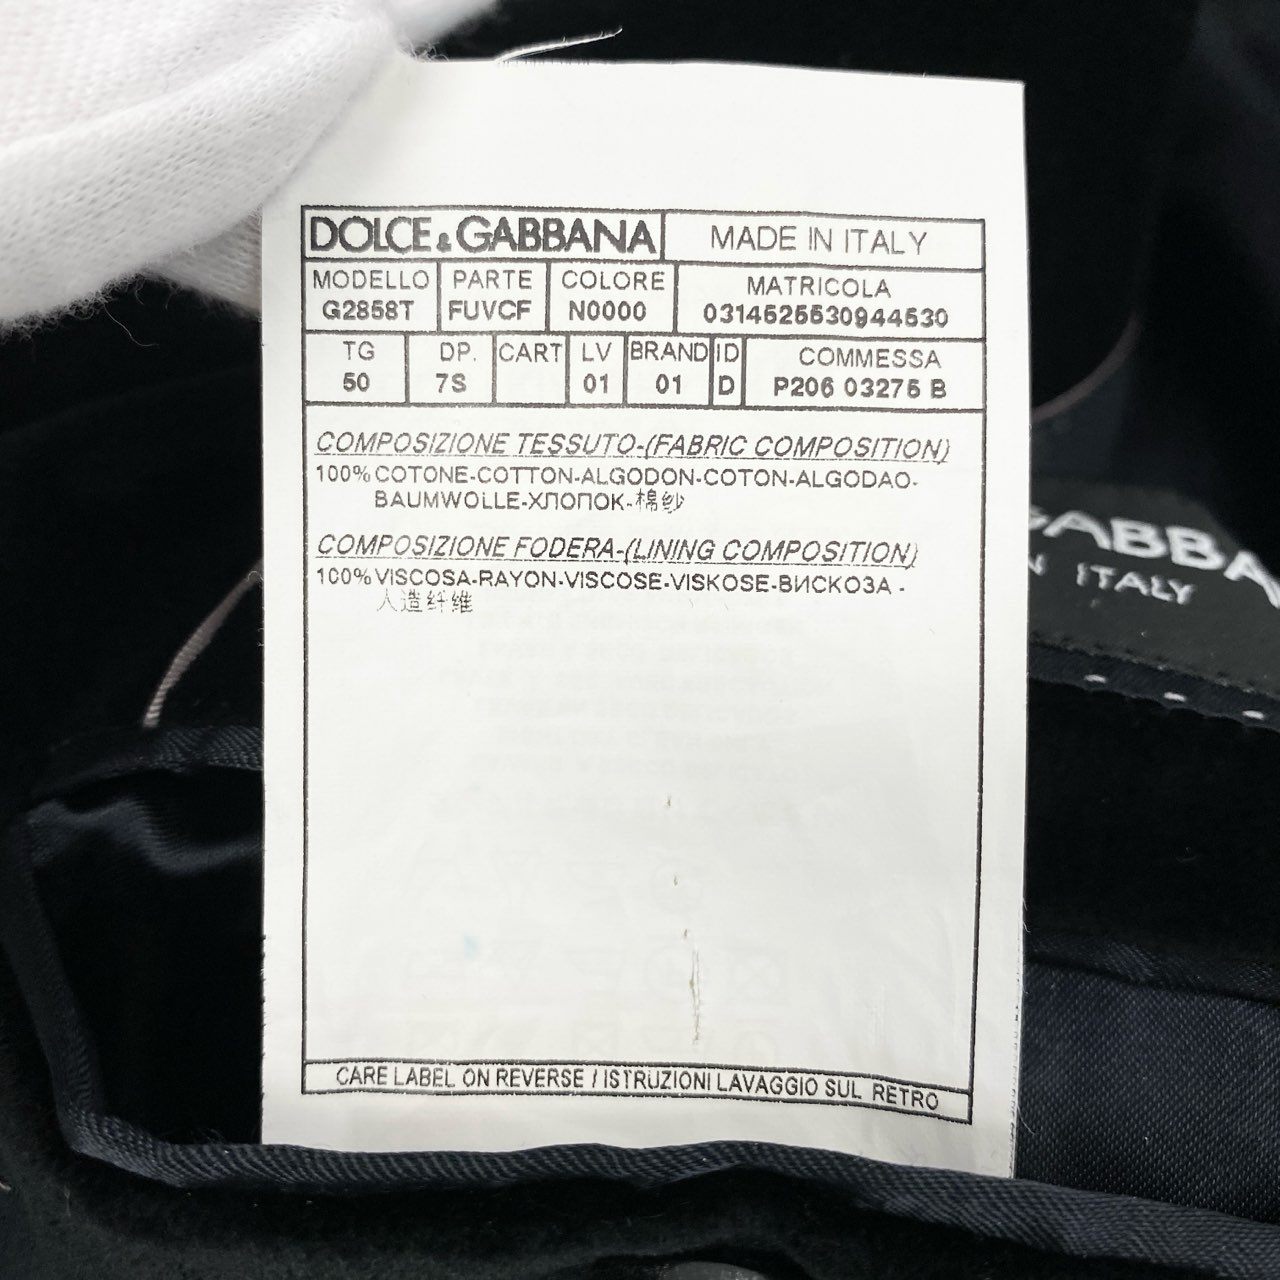 DOLCE & GABBANA MADE IN ITALY
MODELLO PARTE COLORE MATRICOLA
G2858T FUVCF N0000 0314525530944530
TG DP. CART LV BRAND ID COMMESSA
50 7S 01 01 D P206 03275 B
COMPOSIZIONE TESSUTO-(FABRIC COMPOSITION)
100% COTONE-COTTON-ALGODON-COTON-ALGODAO-
BAUMWOLLE-ХЛОПОК-棉纱
COMPOSIZIONE FODERA-(LINING COMPOSITION)
100% VISCOSA-RAYON-VISCOSE-VISKOSE-ВИСКОЗА -
人造纤维
CARE LABEL ON REVERSE / ISTRUZIONI LAVAGGIO SUL RETRO
GABBA
N ITALY